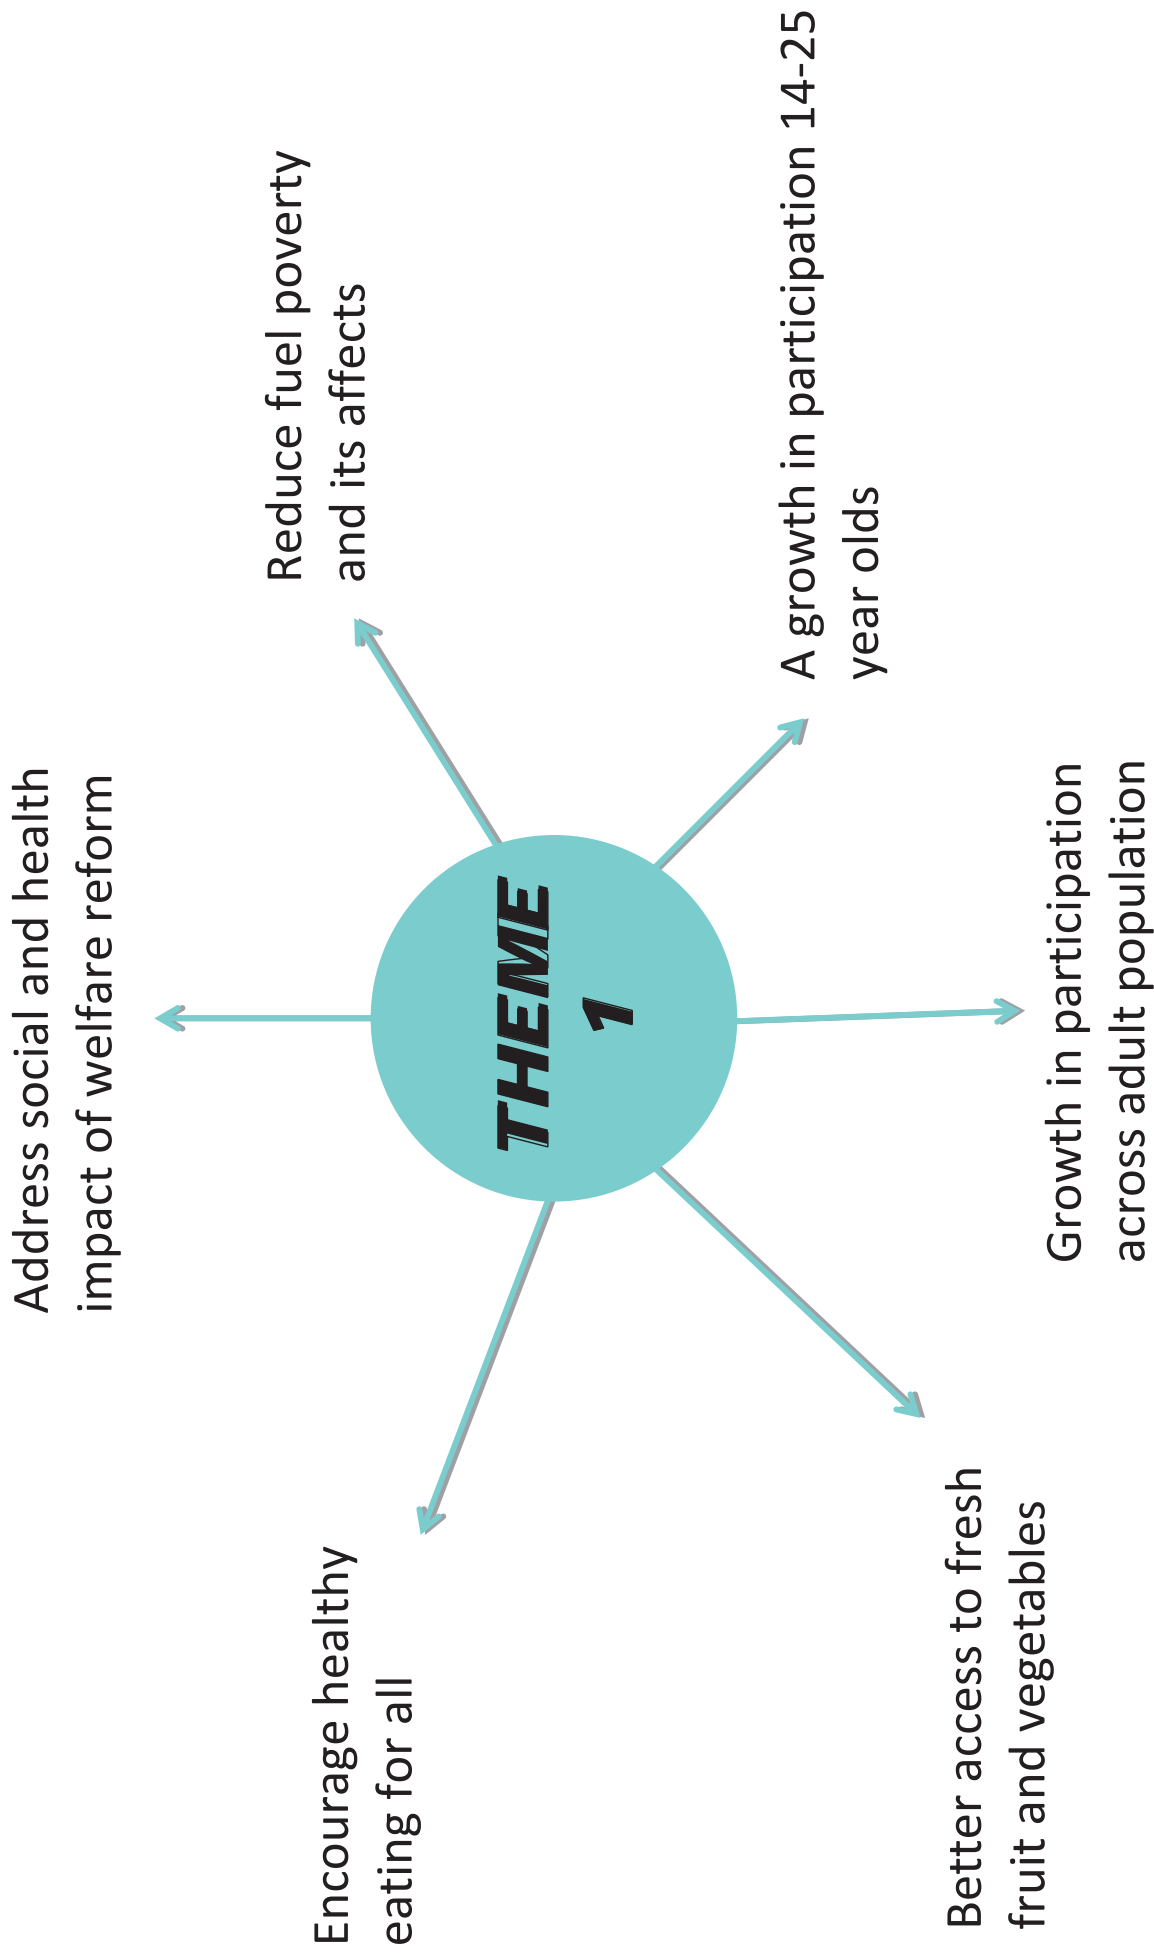 Address social and health
impact of welfare reform
Reduce fuel poverty
and its affects
Encourage healthy
eating for all
THEME
1
A growth in participation 14-25
year olds
Better access to fresh
fruit and vegetables
Growth in participation
across adult population